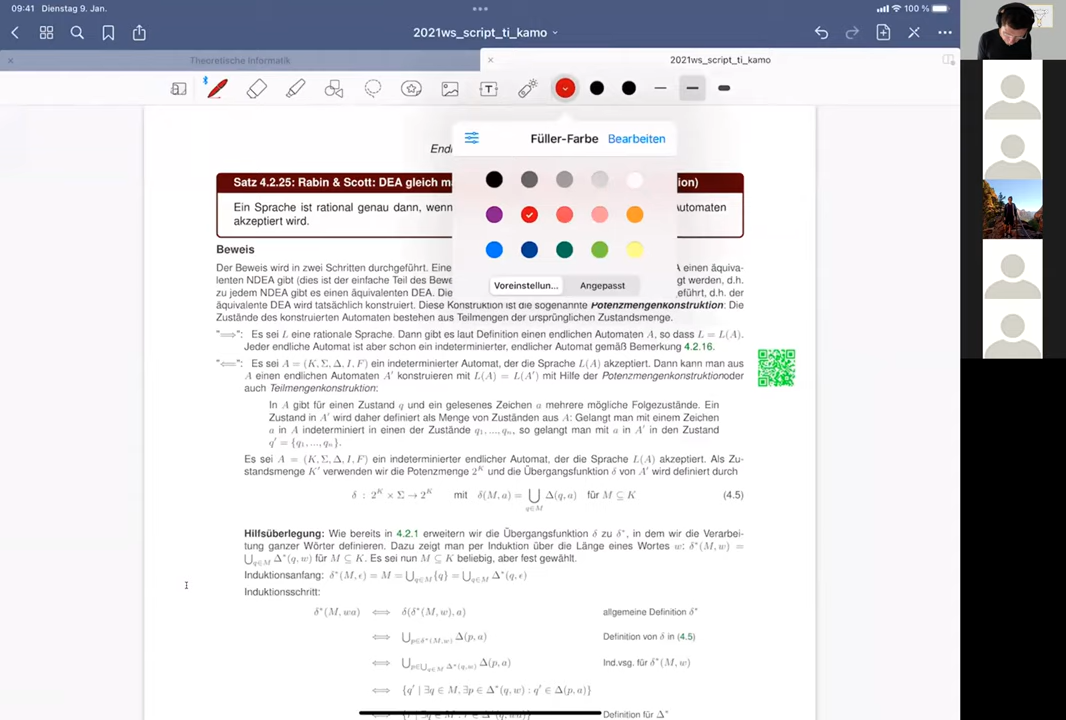 09:41 Dienstag 9. Jan.
100 %
2021ws_script_ti_kamo
Theoretische Informatik
2021ws_script_ti_kamo
T
Füller-Farbe
Bearbeiten
Voreinstellun...
Angepasst
Satz 4.2.25: Rabin & Scott: DEA gleich
Ein Sprache ist rational genau dann, wenn Automaten
akzeptiert wird.
Beweis
Der Beweis wird in zwei Schritten durchgeführt. A einen äquiva-
lenten NDEA gibt (dies ist der einfache Teil des werden, d.h.
zu jedem NDEA gibt es einen äquivalenten DEA. d.h. der
äquivalente DEA wird tatsächlich konstruiert. Diese Konstruktion ist die sogenannte Potenzmengenkonstruktion: Die
Zustände des konstruierten Automaten bestehen aus Teilmengen der ursprünglichen Zustandsmenge.
"⟹": Es sei L eine rationale Sprache. Dann gibt es laut Definition einen endlichen Automaten A, so dass L = L(A).
Jeder endliche Automat ist aber schon ein indeterminierter, endlicher Automat gemäß Bemerkung 4.2.16.
"⟸": Es sei A = (K, Σ, Δ, I, F) ein indeterminierter Automat, der die Sprache L(A) akzeptiert. Dann kann man aus
A einen endlichen Automaten A' konstruieren mit L(A) = L(A') mit Hilfe der Potenzmengenkonstruktionoder
auch Teilmengenkonstruktion:
In A gibt für einen Zustand q und ein gelesenes Zeichen a mehrere mögliche Folgezustände. Ein
Zustand in A' wird daher definiert als Menge von Zuständen aus A: Gelangt man mit einem Zeichen
a in A indeterminiert in einen der Zustände q₁, ..., qₙ, so gelangt man mit a in A' in den Zustand
q' = {q₁, ..., qₙ}.
Es sei A = (K, Σ, Δ, I, F) ein indeterminierter endlicher Automat, der die Sprache L(A) akzeptiert. Als Zu-
standsmenge K' verwenden wir die Potenzmenge 2ᴷ und die Übergangsfunktion δ von A' wird definiert durch
δ : 2ᴷ × Σ → 2ᴷ mit δ(M, a) = ⋃_{q∈M} Δ(q, a) für M ⊆ K (4.5)
Hilfsüberlegung: Wie bereits in 4.2.1 erweitern wir die Übergangsfunktion δ zu δ*, in dem wir die Verarbei-
tung ganzer Wörter definieren. Dazu zeigt man per Induktion über die Länge eines Wortes w: δ*(M, w) =
⋃_{q∈M} Δ*(q, w) für M ⊆ K. Es sei nun M ⊆ K beliebig, aber fest gewählt.
Induktionsanfang: δ*(M, ε) = M = ⋃_{q∈M} {q} = ⋃_{q∈M} Δ*(q, ε)
Induktionsschritt:
δ*(M, wa) ⟺ δ(δ*(M, w), a) allgemeine Definition δ*
⟺ ⋃_{p∈δ*(M,w)} Δ(p, a) Definition von δ in (4.5)
⟺ ⋃_{p∈⋃_{q∈M} Δ*(q,w)} Δ(p, a) Ind.vsg. für δ*(M, w)
⟺ {q' | ∃q ∈ M, ∃p ∈ Δ*(q, w) : q' ∈ Δ(p, a)}
Definition für Δ*